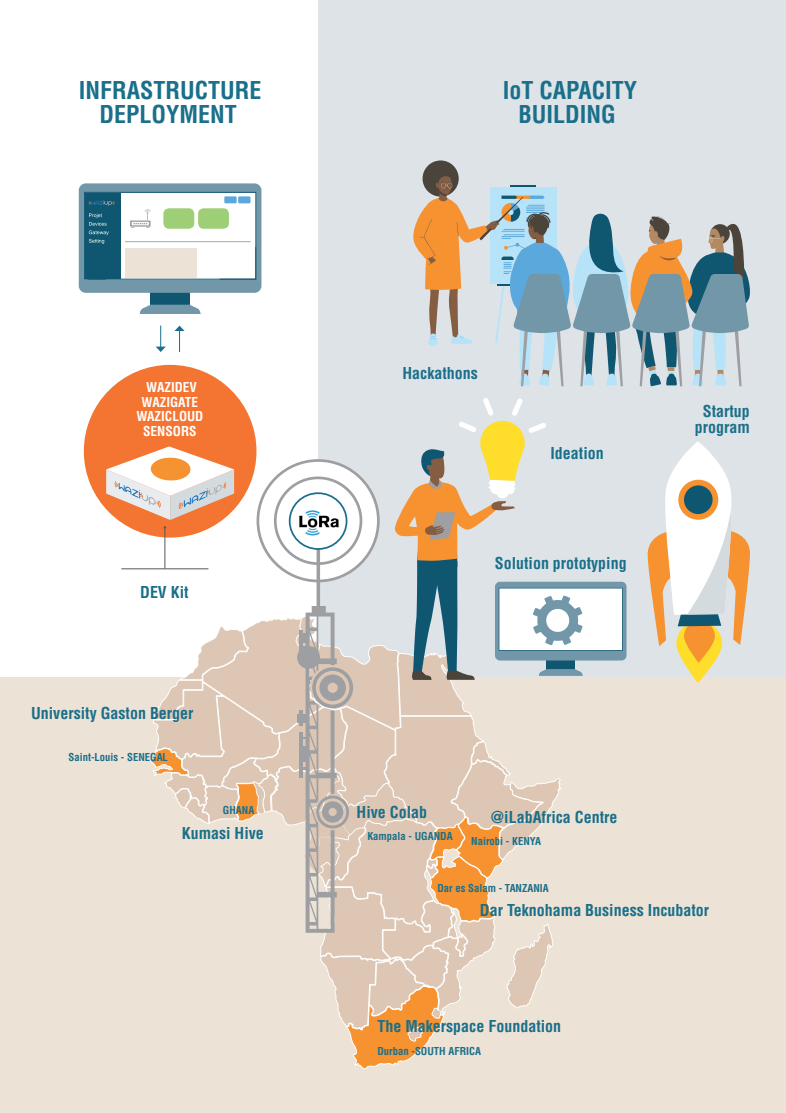 INFRASTRUCTURE
DEPLOYMENT
IoT CAPACITY
BUILDING
waziup
Projet
Devices
Gateway
Setting
Hackathons
WAZIDEV
WAZIGATE
WAZICLOUD
SENSORS
WAZIUP
WAZIUP
DEV Kit
LoRa
Startup
program
Ideation
Solution prototyping
University Gaston Berger
Saint-Louis - SENEGAL
GHANA
Kumasi Hive
Hive Colab
Kampala - UGANDA
@iLabAfrica Centre
Nairobi - KENYA
Dar es Salam - TANZANIA
Dar Teknohama Business Incubator
The Makerspace Foundation
Durban -SOUTH AFRICA